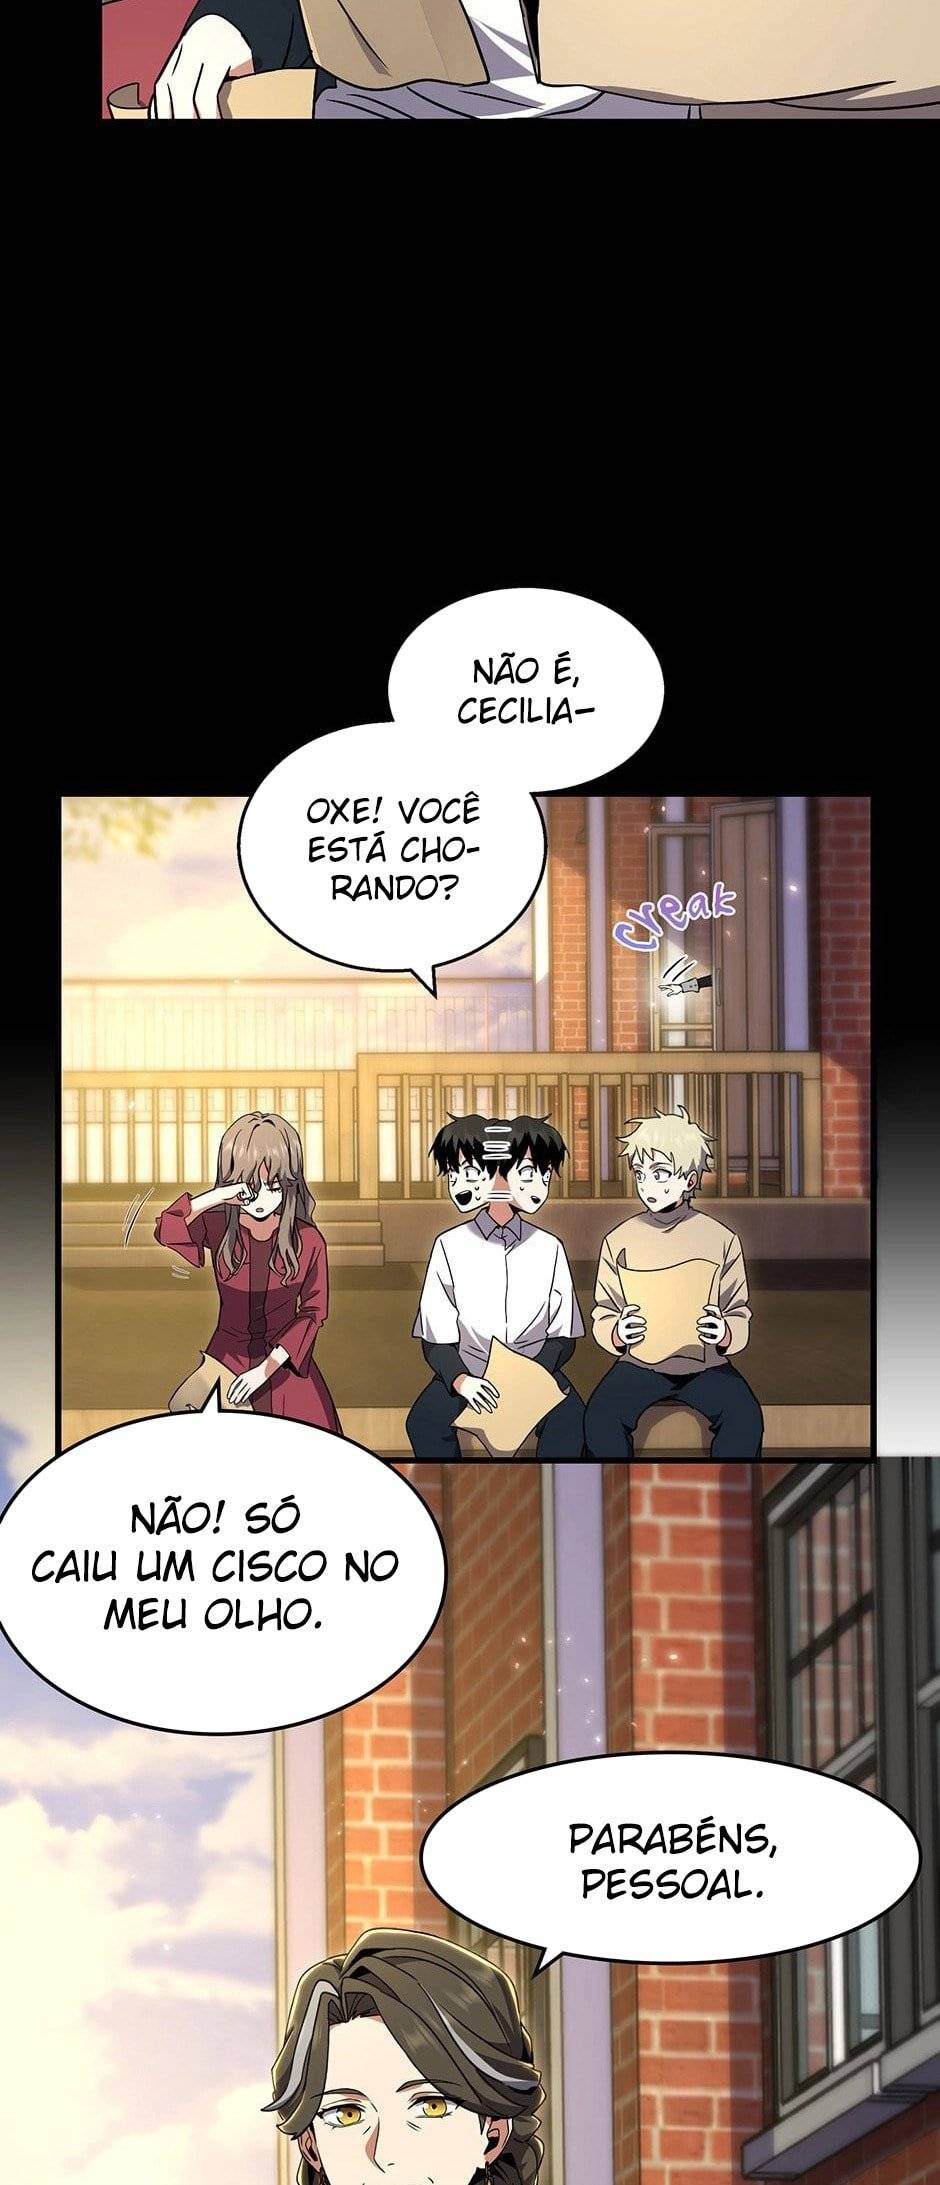 NÃO É,
CECILIA-
OXE! VOCÊ
ESTÁ CHO-
RANDO?
creak
NÃO! SÓ
CAIU UM CISCO NO
MEU OLHO.
PARABÉNS,
PESSOAL.